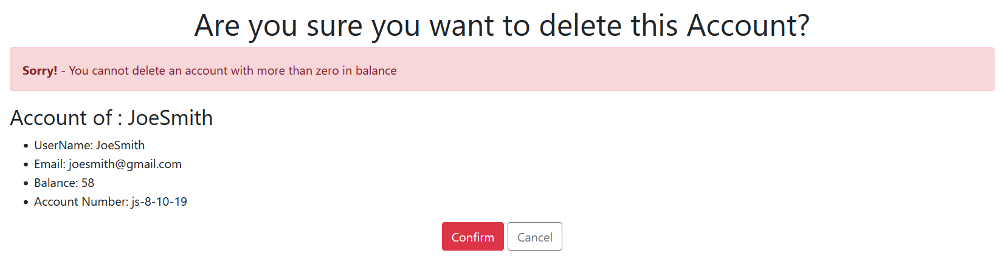 Are you sure you want to delete this Account?
Sorry! - You cannot delete an account with more than zero in balance
Account of : JoeSmith
• UserName: JoeSmith
• Email: joesmith@gmail.com
• Balance: 58
• Account Number: js-8-10-19
Confirm Cancel